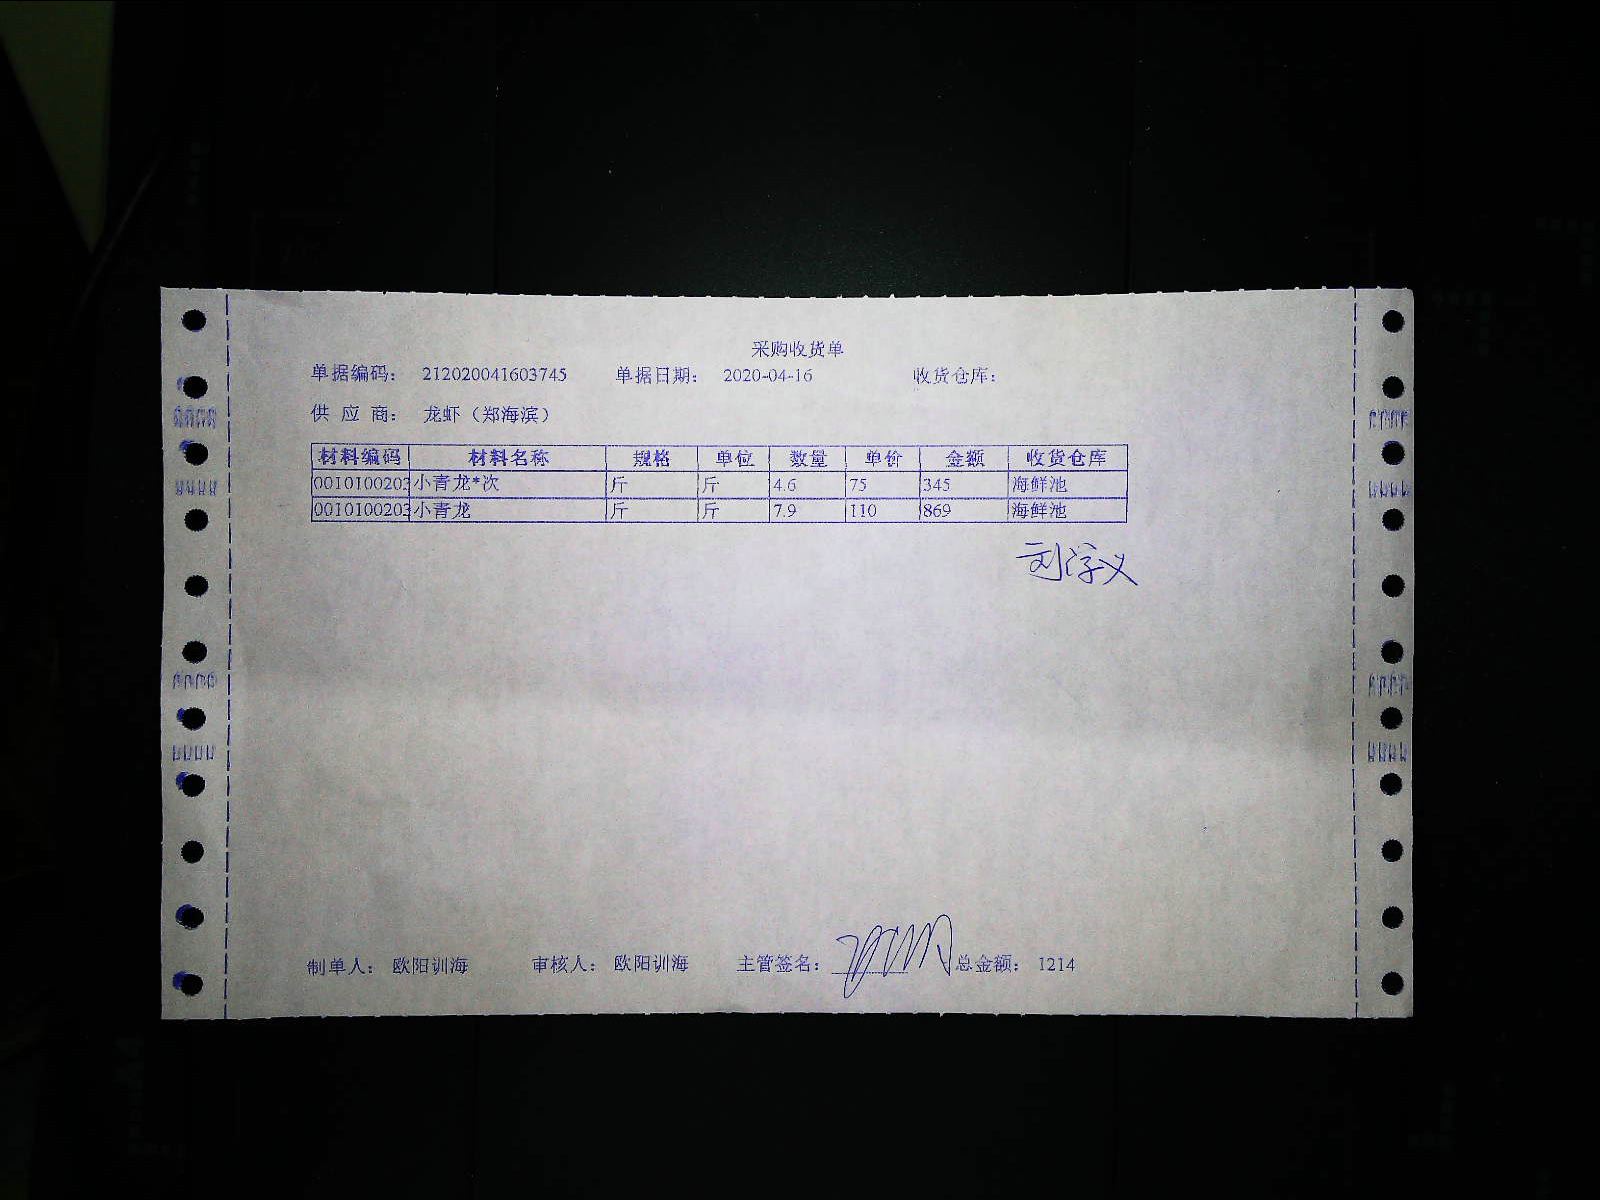 采购收货单
单据编码： 212020041603745 单据日期： 2020-04-16 收货仓库：
供 应 商： 龙虾（郑海滨）
材料编码 材料名称 规格 单位 数量 单价 金额 收货仓库
0010100203 小青龙*次 斤 斤 4.6 75 345 海鲜池
0010100203 小青龙 斤 斤 7.9 110 869 海鲜池
制单人： 欧阳训海 审核人： 欧阳训海 主管签名： 总金额： 1214